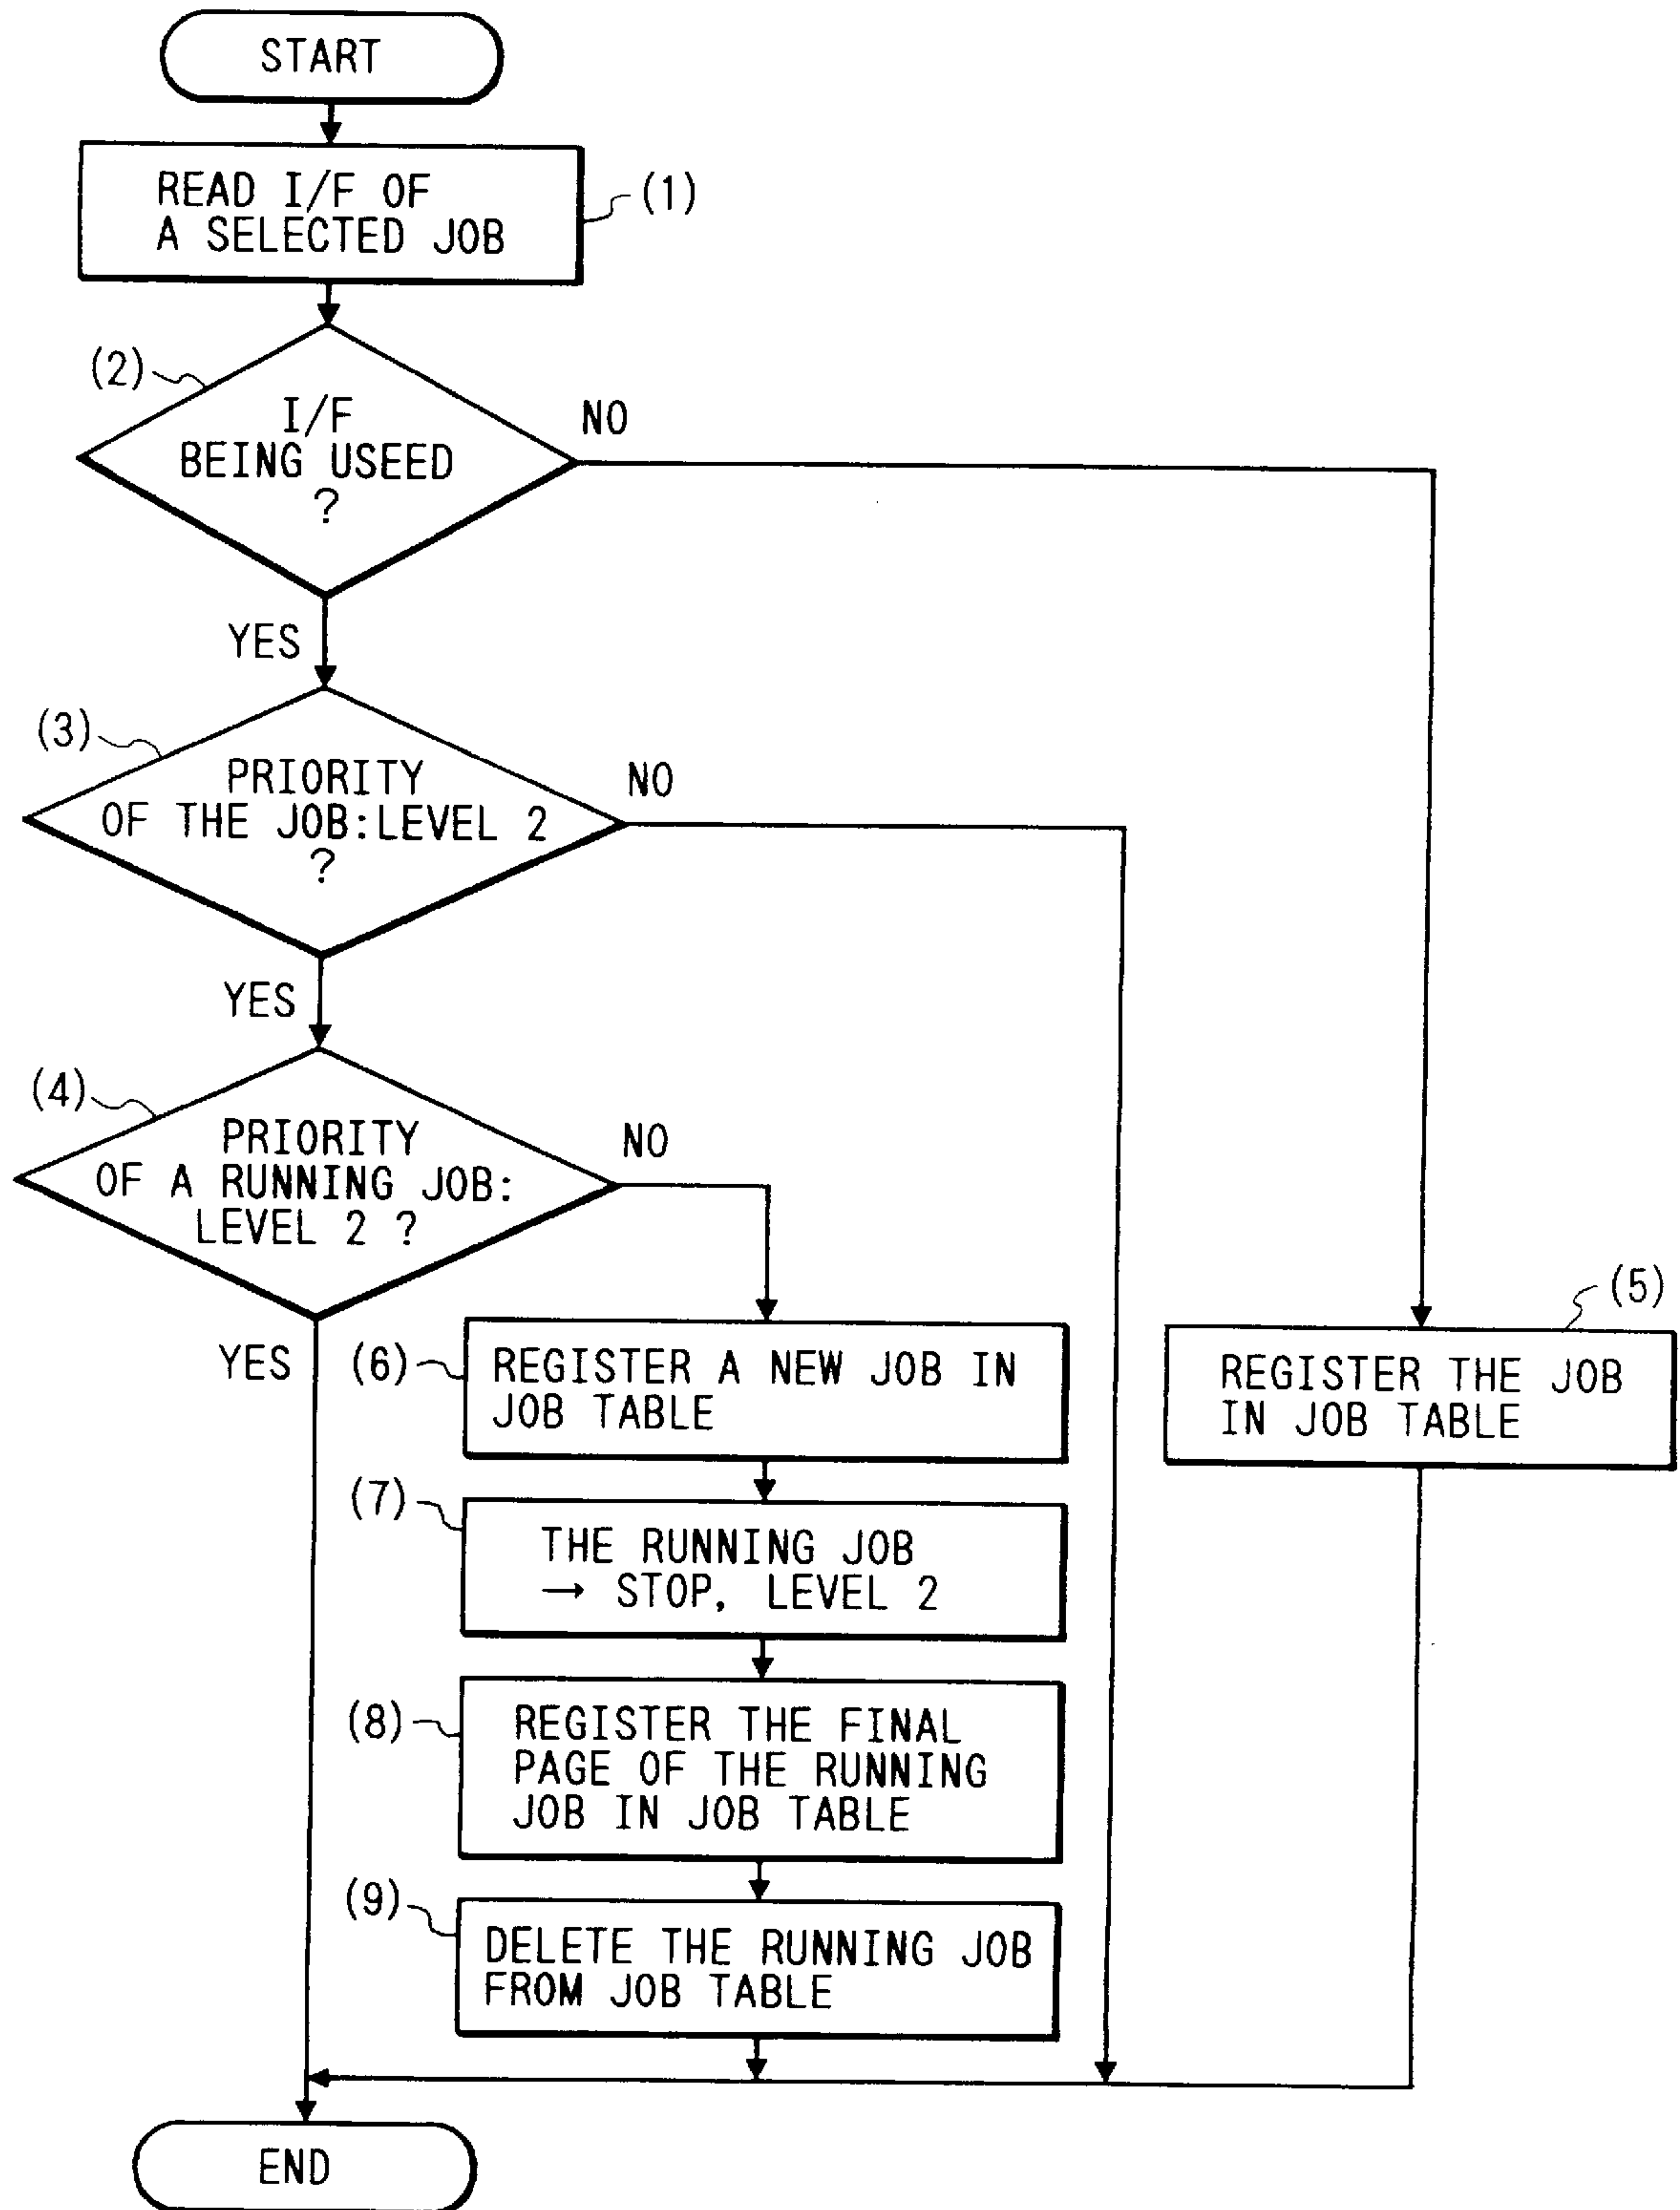 START
READ I/F OF
A SELECTED JOB
(1)
(2)
I/F
BEING USEED
?
NO
YES
(3)
PRIORITY
OF THE JOB:LEVEL 2
?
NO
YES
(4)
PRIORITY
OF A RUNNING JOB:
LEVEL 2 ?
NO
YES
(5)
REGISTER THE JOB
IN JOB TABLE
(6)
REGISTER A NEW JOB IN
JOB TABLE
(7)
THE RUNNING JOB
→ STOP, LEVEL 2
(8)
REGISTER THE FINAL
PAGE OF THE RUNNING
JOB IN JOB TABLE
(9)
DELETE THE RUNNING JOB
FROM JOB TABLE
END